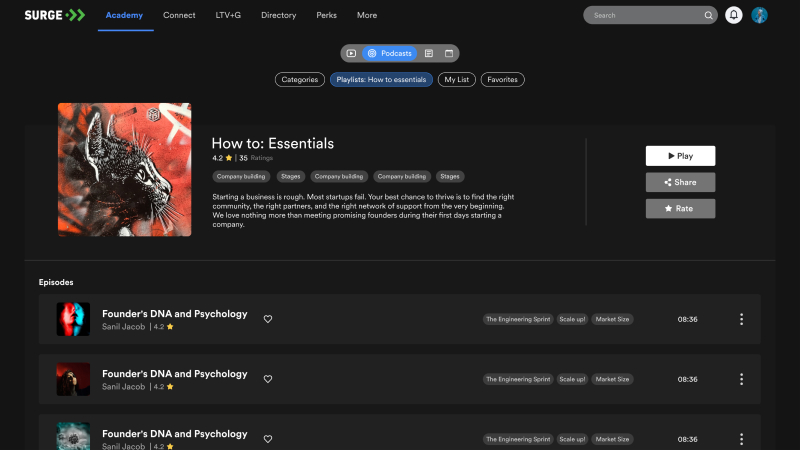 SURGE
Academy Connect LTV+G Directory Perks More
Search
Podcasts
Categories Playlists: How to essentials My List Favorites
How to: Essentials
4.2 | 35 Ratings
Company building Stages Company building Company building Stages
Starting a business is rough. Most startups fail. Your best chance to thrive is to find the right
community, the right partners, and the right network of support from the very beginning.
We love nothing more than meeting promising founders during their first days starting a
company.
Play
Share
Rate
Episodes
Founder's DNA and Psychology
Sanil Jacob | 4.2
The Engineering Sprint Scale up! Market Size 08:36
Founder's DNA and Psychology
Sanil Jacob | 4.2
The Engineering Sprint Scale up! Market Size 08:36
Founder's DNA and Psychology
Sanil Jacob | 4.2
The Engineering Sprint Scale up! Market Size 08:36